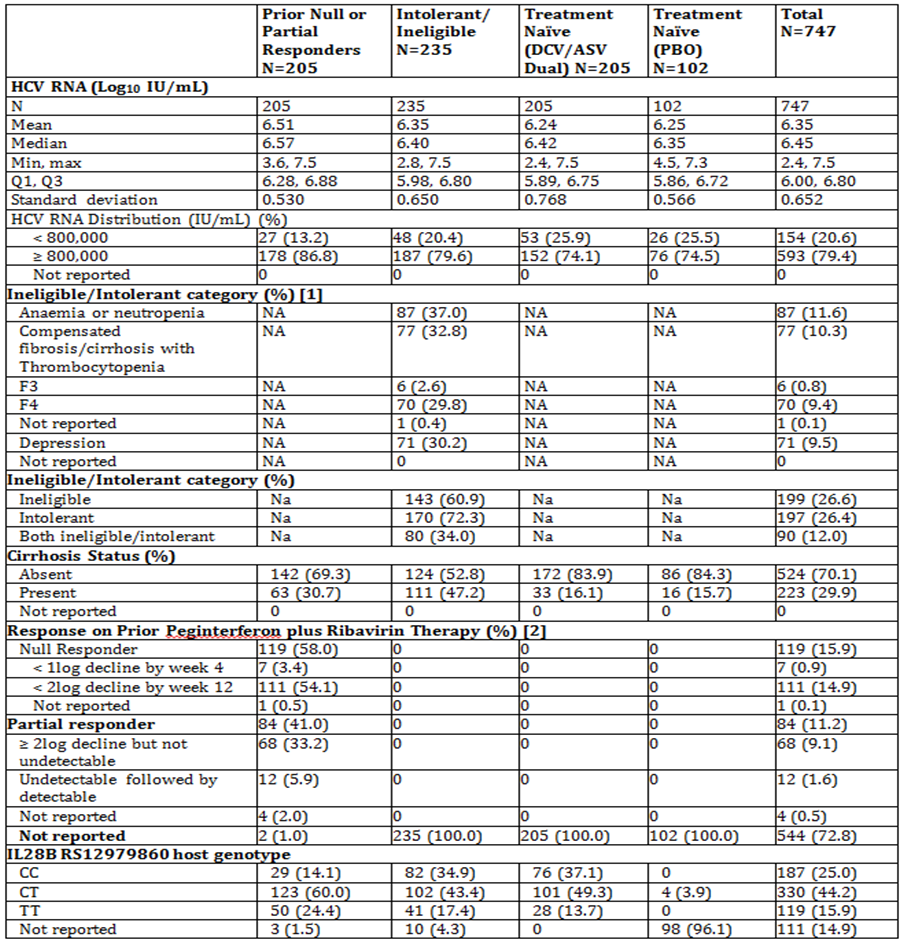 Prior Null or Partial Responders N=205 | Intolerant/ Ineligible N=235 | Treatment Naïve (DCV/ASV Dual) N=205 | Treatment Naïve (PBO) N=102 | Total N=747
HCV RNA (Log10 IU/mL)
N | 205 | 235 | 205 | 102 | 747
Mean | 6.51 | 6.35 | 6.24 | 6.25 | 6.35
Median | 6.57 | 6.40 | 6.42 | 6.35 | 6.45
Min, max | 3.6, 7.5 | 2.8, 7.5 | 2.4, 7.5 | 4.5, 7.3 | 2.4, 7.5
Q1, Q3 | 6.28, 6.88 | 5.98, 6.80 | 5.89, 6.75 | 5.86, 6.72 | 6.00, 6.80
Standard deviation | 0.530 | 0.650 | 0.768 | 0.566 | 0.652
HCV RNA Distribution (IU/mL) (%)
< 800,000 | 27 (13.2) | 48 (20.4) | 53 (25.9) | 26 (25.5) | 154 (20.6)
≥ 800,000 | 178 (86.8) | 187 (79.6) | 152 (74.1) | 76 (74.5) | 593 (79.4)
Not reported | 0 | 0 | 0 | 0 | 0
Ineligible/Intolerant category (%) [1]
Anaemia or neutropenia | NA | 87 (37.0) | NA | NA | 87 (11.6)
Compensated fibrosis/cirrhosis with Thrombocytopenia | NA | 77 (32.8) | NA | NA | 77 (10.3)
F3 | NA | 6 (2.6) | NA | NA | 6 (0.8)
F4 | NA | 70 (29.8) | NA | NA | 70 (9.4)
Not reported | NA | 1 (0.4) | NA | NA | 1 (0.1)
Depression | NA | 71 (30.2) | NA | NA | 71 (9.5)
Not reported | NA | 0 | NA | NA | 0
Ineligible/Intolerant category (%)
Ineligible | Na | 143 (60.9) | Na | Na | 199 (26.6)
Intolerant | Na | 170 (72.3) | Na | Na | 197 (26.4)
Both ineligible/intolerant | Na | 80 (34.0) | Na | Na | 90 (12.0)
Cirrhosis Status (%)
Absent | 142 (69.3) | 124 (52.8) | 172 (83.9) | 86 (84.3) | 524 (70.1)
Present | 63 (30.7) | 111 (47.2) | 33 (16.1) | 16 (15.7) | 223 (29.9)
Not reported | 0 | 0 | 0 | 0 | 0
Response on Prior Peginterferon plus Ribavirin Therapy (%) [2]
Null Responder | 119 (58.0) | 0 | 0 | 0 | 119 (15.9)
< 1log decline by week 4 | 7 (3.4) | 0 | 0 | 0 | 7 (0.9)
< 2log decline by week 12 | 111 (54.1) | 0 | 0 | 0 | 111 (14.9)
Not reported | 1 (0.5) | 0 | 0 | 0 | 1 (0.1)
Partial responder | 84 (41.0) | 0 | 0 | 0 | 84 (11.2)
≥ 2log decline but not undetectable | 68 (33.2) | 0 | 0 | 0 | 68 (9.1)
Undetectable followed by detectable | 12 (5.9) | 0 | 0 | 0 | 12 (1.6)
Not reported | 4 (2.0) | 0 | 0 | 0 | 4 (0.5)
Not reported | 2 (1.0) | 235 (100.0) | 205 (100.0) | 102 (100.0) | 544 (72.8)
IL28B RS12979860 host genotype
CC | 29 (14.1) | 82 (34.9) | 76 (37.1) | 0 | 187 (25.0)
CT | 123 (60.0) | 102 (43.4) | 101 (49.3) | 4 (3.9) | 330 (44.2)
TT | 50 (24.4) | 41 (17.4) | 28 (13.7) | 0 | 119 (15.9)
Not reported | 3 (1.5) | 10 (4.3) | 0 | 98 (96.1) | 111 (14.9)